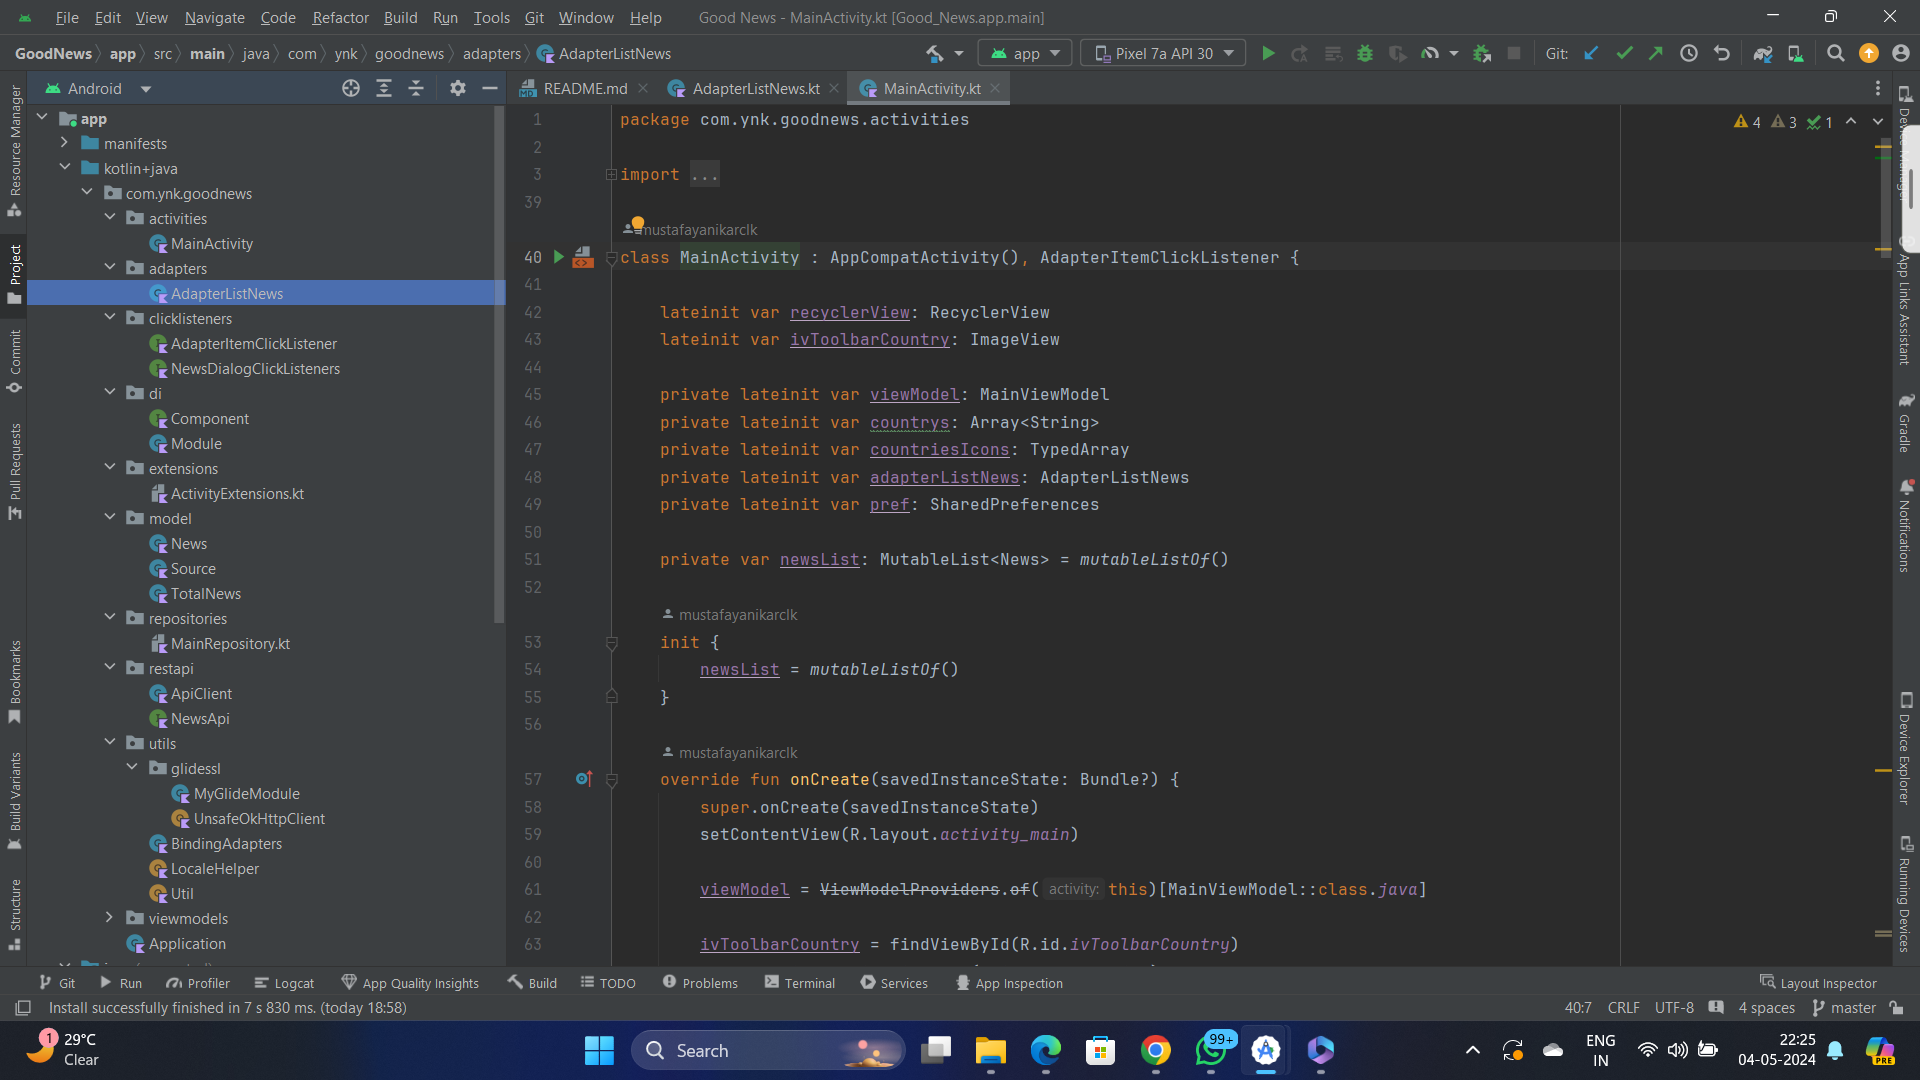 File Edit View Navigate Code Refactor Build Run Tools Git Window Help Good News - MainActivity.kt [Good_News.app.main]
GoodNews app src main java com ynk goodnews adapters AdapterListNews app Pixel 7a API 30 Git:
Android README.md AdapterListNews.kt MainActivity.kt
app
manifests
kotlin+java
com.ynk.goodnews
activities
MainActivity
adapters
AdapterListNews
clicklisteners
AdapterItemClickListener
NewsDialogClickListeners
di
Component
Module
extensions
ActivityExtensions.kt
model
News
Source
TotalNews
repositories
MainRepository.kt
restapi
ApiClient
NewsApi
utils
glidessl
MyGlideModule
UnsafeOkHttpClient
BindingAdapters
LocaleHelper
Util
viewmodels
Application
Resource Manager
Project
Commit
Pull Requests
Bookmarks
Build Variants
Structure
4 3 1
1 package com.ynk.goodnews.activities
2
3 import ...
39
mustafayanikarclk
40 class MainActivity : AppCompatActivity(), AdapterItemClickListener {
41
42 lateinit var recyclerView: RecyclerView
43 lateinit var ivToolbarCountry: ImageView
44
45 private lateinit var viewModel: MainViewModel
46 private lateinit var countrys: Array<String>
47 private lateinit var countriesIcons: TypedArray
48 private lateinit var adapterListNews: AdapterListNews
49 private lateinit var pref: SharedPreferences
50
51 private var newsList: MutableList<News> = mutableListOf()
52
mustafayanikarclk
53 init {
54 newsList = mutableListOf()
55 }
56
mustafayanikarclk
57 override fun onCreate(savedInstanceState: Bundle?) {
58 super.onCreate(savedInstanceState)
59 setContentView(R.layout.activity_main)
60
61 viewModel = ViewModelProviders.of( activity: this)[MainViewModel::class.java]
62
63 ivToolbarCountry = findViewById(R.id.ivToolbarCountry)
Device Manager
App Links Assistant
Gradle
Notifications
Device Explorer
Running Devices
Git Run Profiler Logcat App Quality Insights Build TODO Problems Terminal Services App Inspection Layout Inspector
Install successfully finished in 7 s 830 ms. (today 18:58) 40:7 CRLF UTF-8 4 spaces master
1 29°C
Clear
Search
99+
ENG
IN
22:25
04-05-2024
PRE